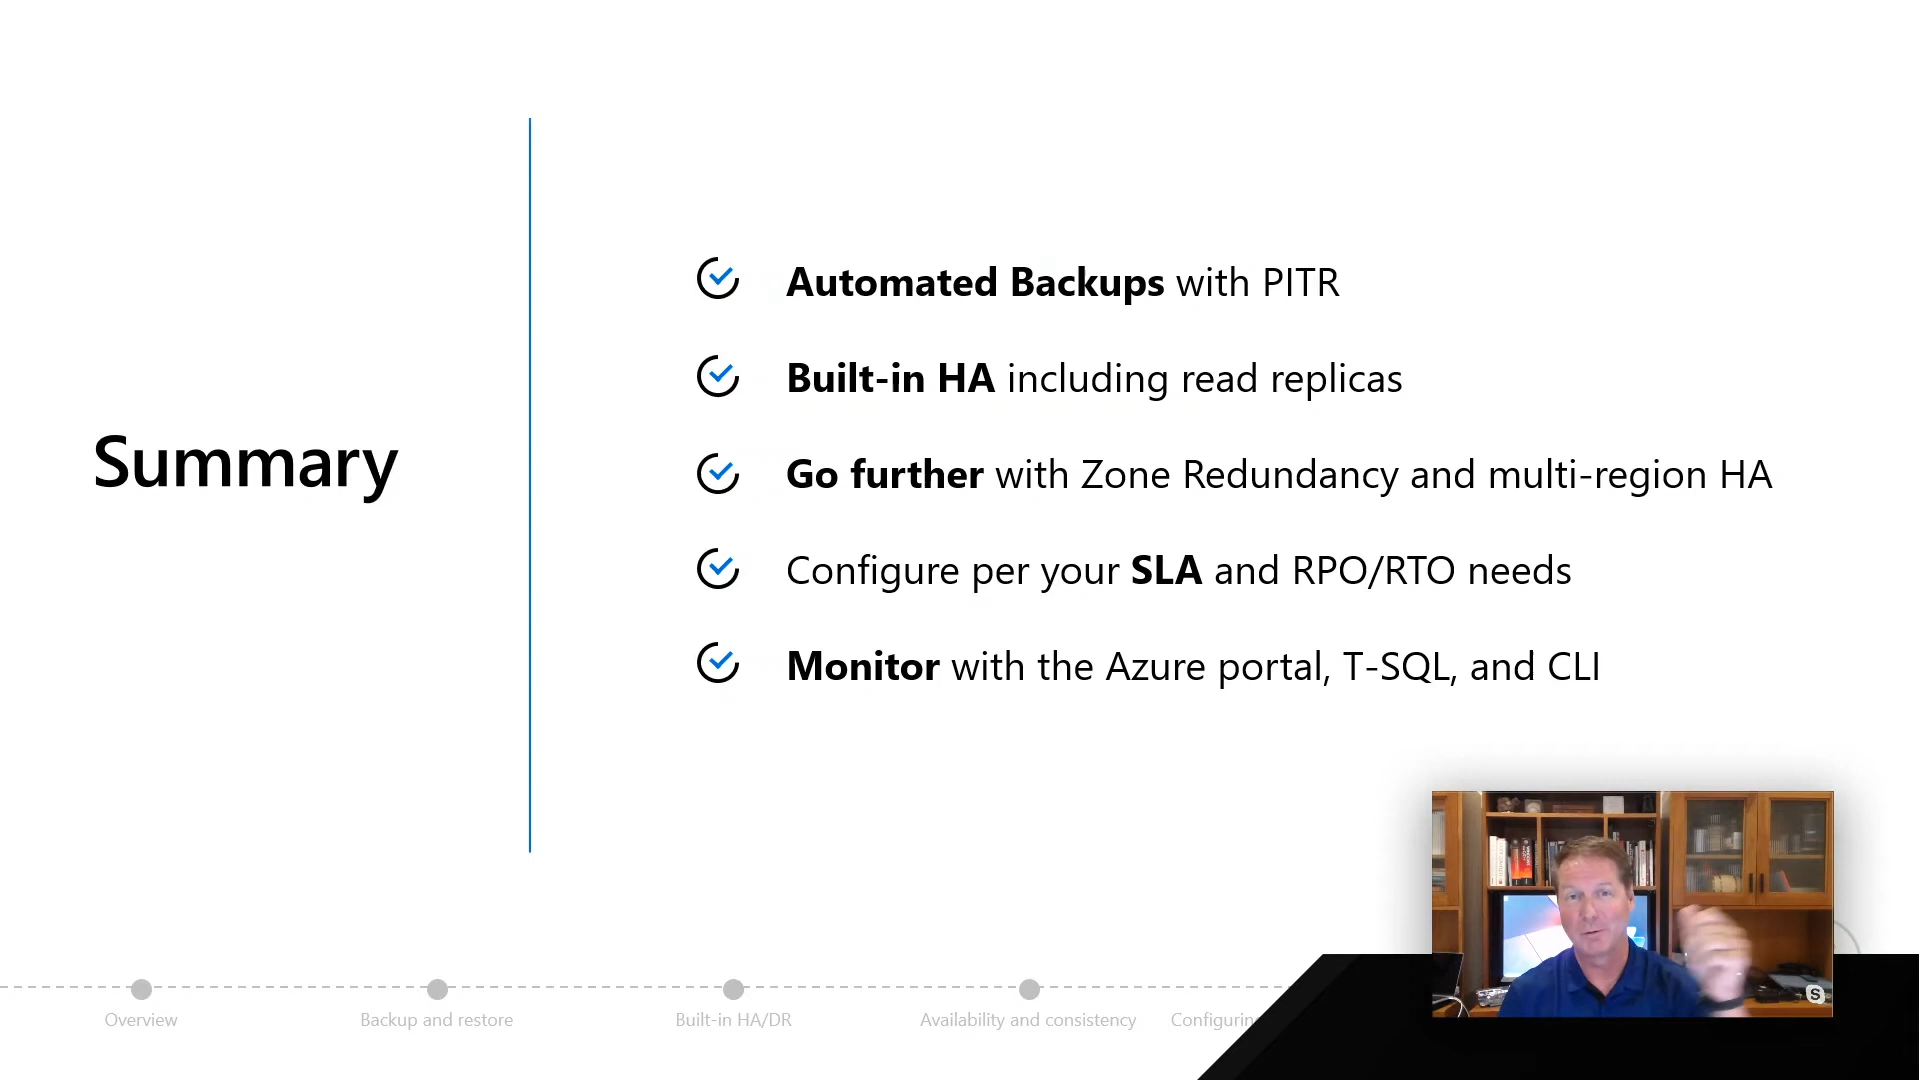 Summary
Automated Backups with PITR
Built-in HA including read replicas
Go further with Zone Redundancy and multi-region HA
Configure per your SLA and RPO/RTO needs
Monitor with the Azure portal, T-SQL, and CLI
Overview
Backup and restore
Built-in HA/DR
Availability and consistency